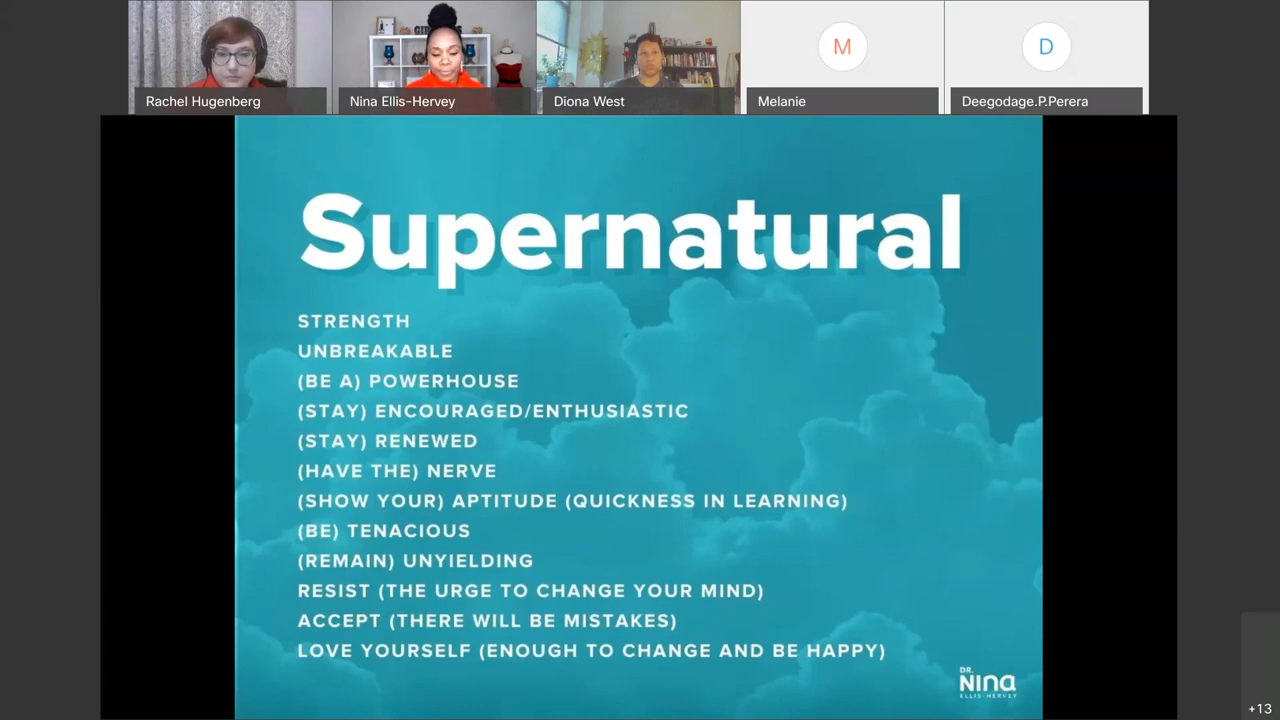 Rachel Hugenberg
Nina Ellis-Hervey
Diona West
M
Melanie
D
Deegodage.P.Perera
Supernatural
STRENGTH
UNBREAKABLE
(BE A) POWERHOUSE
(STAY) ENCOURAGED/ENTHUSIASTIC
(STAY) RENEWED
(HAVE THE) NERVE
(SHOW YOUR) APTITUDE (QUICKNESS IN LEARNING)
(BE) TENACIOUS
(REMAIN) UNYIELDING
RESIST (THE URGE TO CHANGE YOUR MIND)
ACCEPT (THERE WILL BE MISTAKES)
LOVE YOURSELF (ENOUGH TO CHANGE AND BE HAPPY)
DR.
Nina
ELLIS-HERVEY
+13